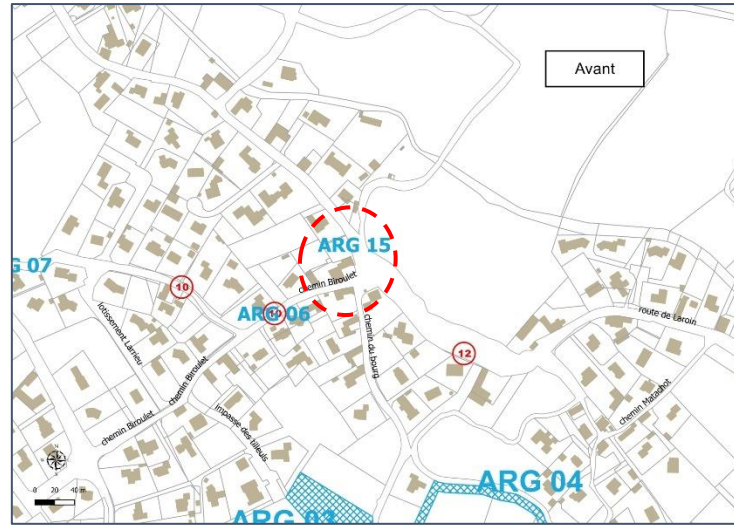 Avant
ARG 15
G 07
10
chemin Biroulet
10
ARG 06
lotissement Larrieu
chemin Biroulet
chemin du bourg
route de Laroin
12
chemin Matachot
chemin Biroulet
impasse des tilleuls
ARG 04
ARG 03
N
0 20 40 m